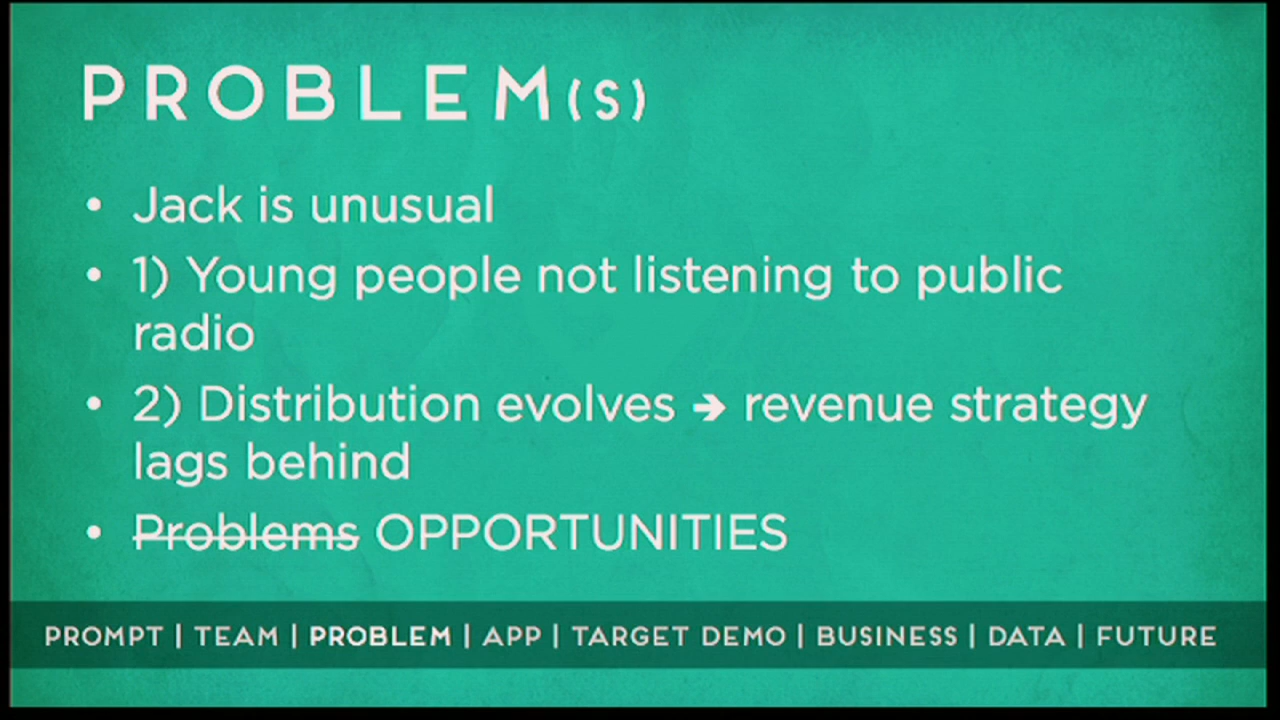 PROBLEM(S)
• Jack is unusual
• 1) Young people not listening to public
radio
• 2) Distribution evolves → revenue strategy
lags behind
• ~~Problems~~ OPPORTUNITIES
PROMPT | TEAM | PROBLEM | APP | TARGET DEMO | BUSINESS | DATA | FUTURE